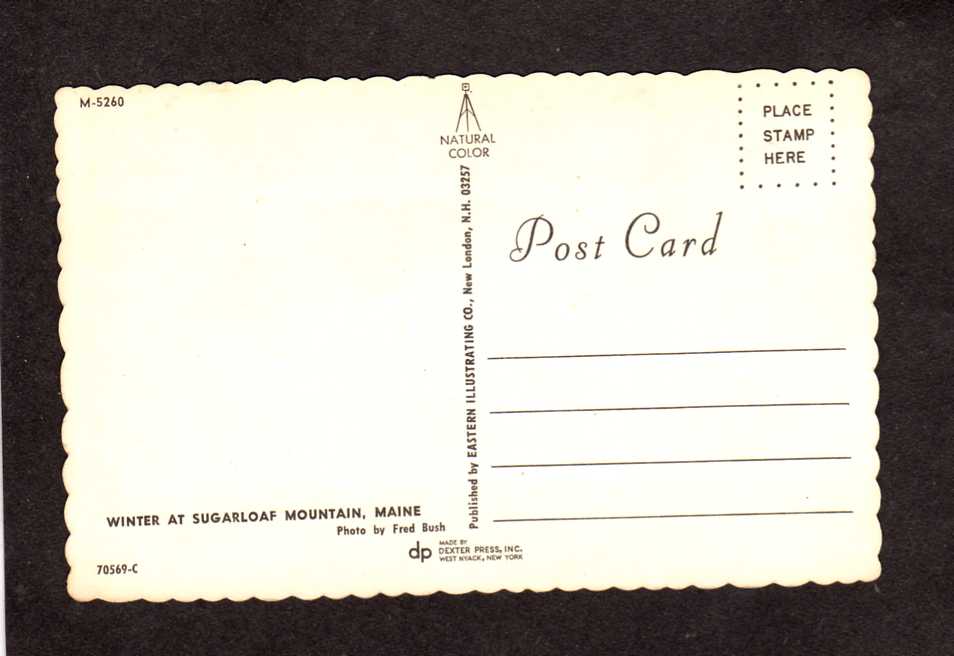 M-5260
NATURAL
COLOR
PLACE
STAMP
HERE
Post Card
Published by EASTERN ILLUSTRATING CO., New London, N.H. 03257
WINTER AT SUGARLOAF MOUNTAIN, MAINE
Photo by Fred Bush
dp
MADE BY
DEXTER PRESS, INC.
WEST NYACK, NEW YORK
70569-C